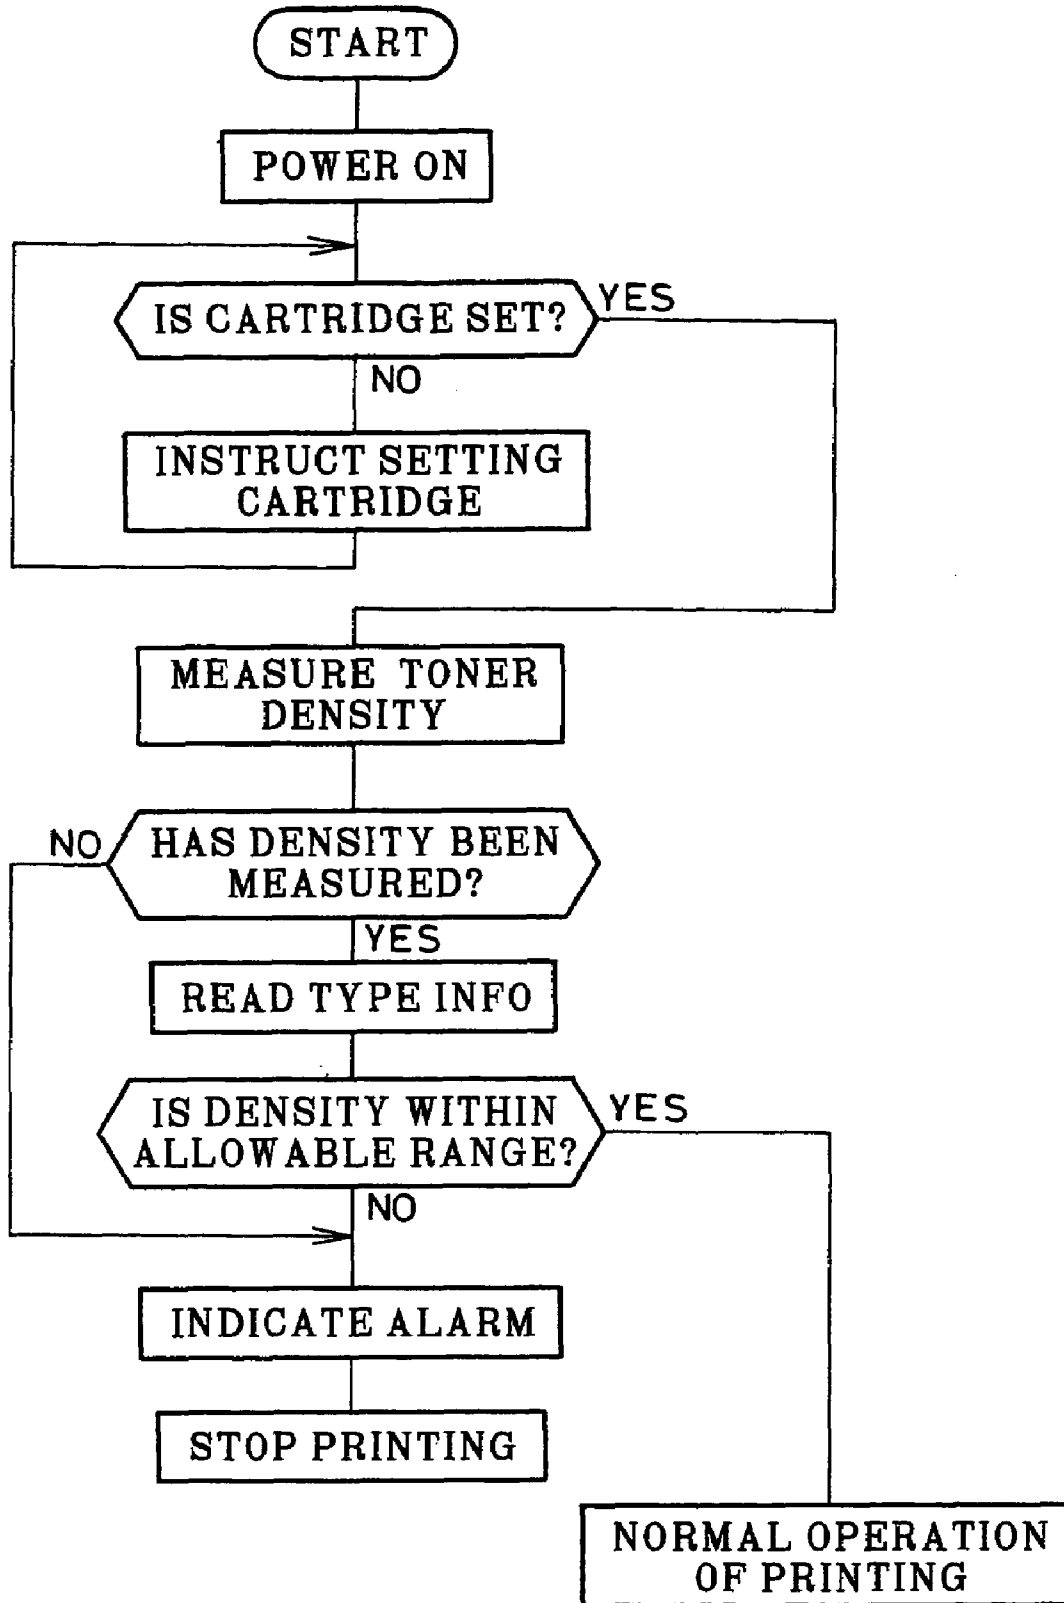 START
POWER ON
IS CARTRIDGE SET?
YES
NO
INSTRUCT SETTING
CARTRIDGE
MEASURE TONER
DENSITY
NO
HAS DENSITY BEEN
MEASURED?
YES
READ TYPE INFO
IS DENSITY WITHIN
ALLOWABLE RANGE?
YES
NO
INDICATE ALARM
STOP PRINTING
NORMAL OPERATION
OF PRINTING